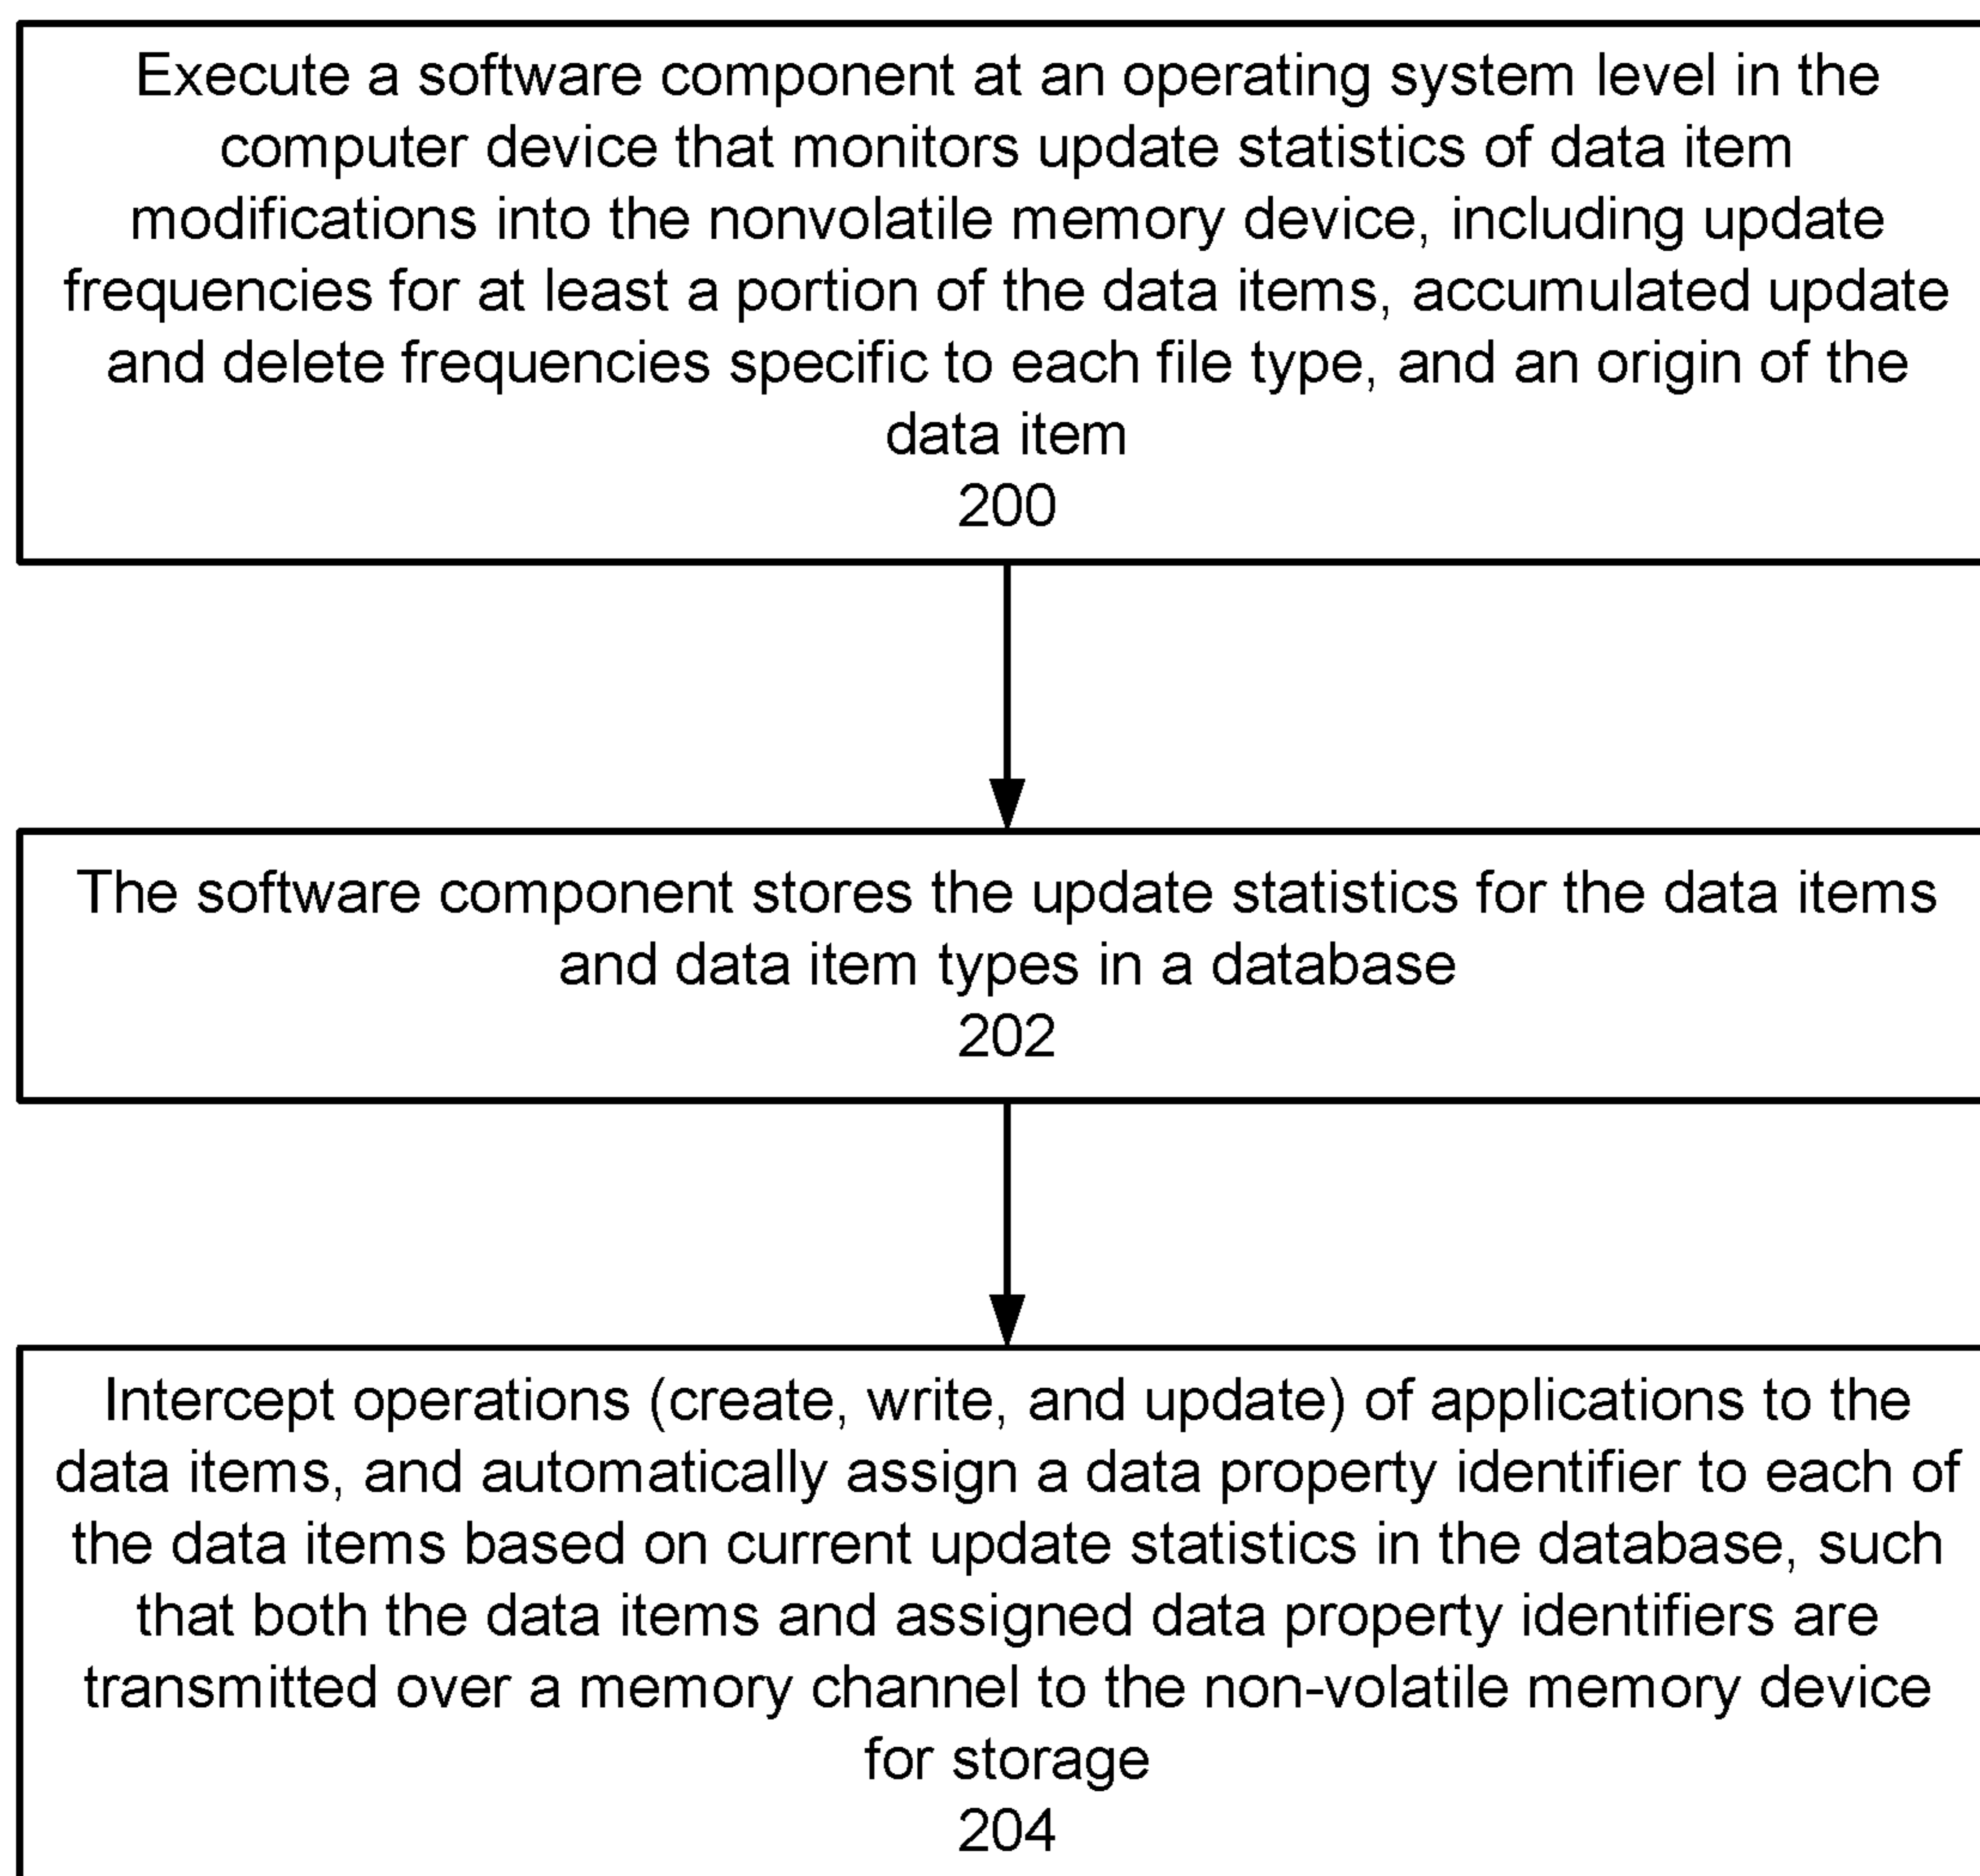 Execute a software component at an operating system level in the
computer device that monitors update statistics of data item
modifications into the nonvolatile memory device, including update
frequencies for at least a portion of the data items, accumulated update
and delete frequencies specific to each file type, and an origin of the
data item
200
The software component stores the update statistics for the data items
and data item types in a database
202
Intercept operations (create, write, and update) of applications to the
data items, and automatically assign a data property identifier to each of
the data items based on current update statistics in the database, such
that both the data items and assigned data property identifiers are
transmitted over a memory channel to the non-volatile memory device
for storage
204